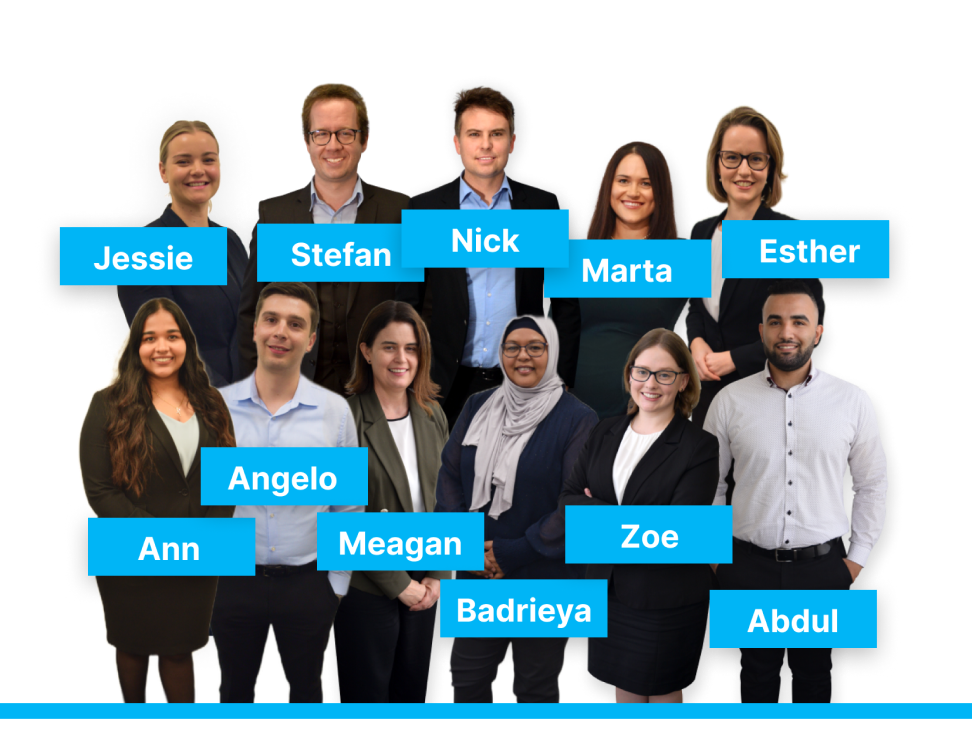 Jessie
Stefan
Nick
Marta
Esther
Angelo
Ann
Meagan
Zoe
Badrieya
Abdul